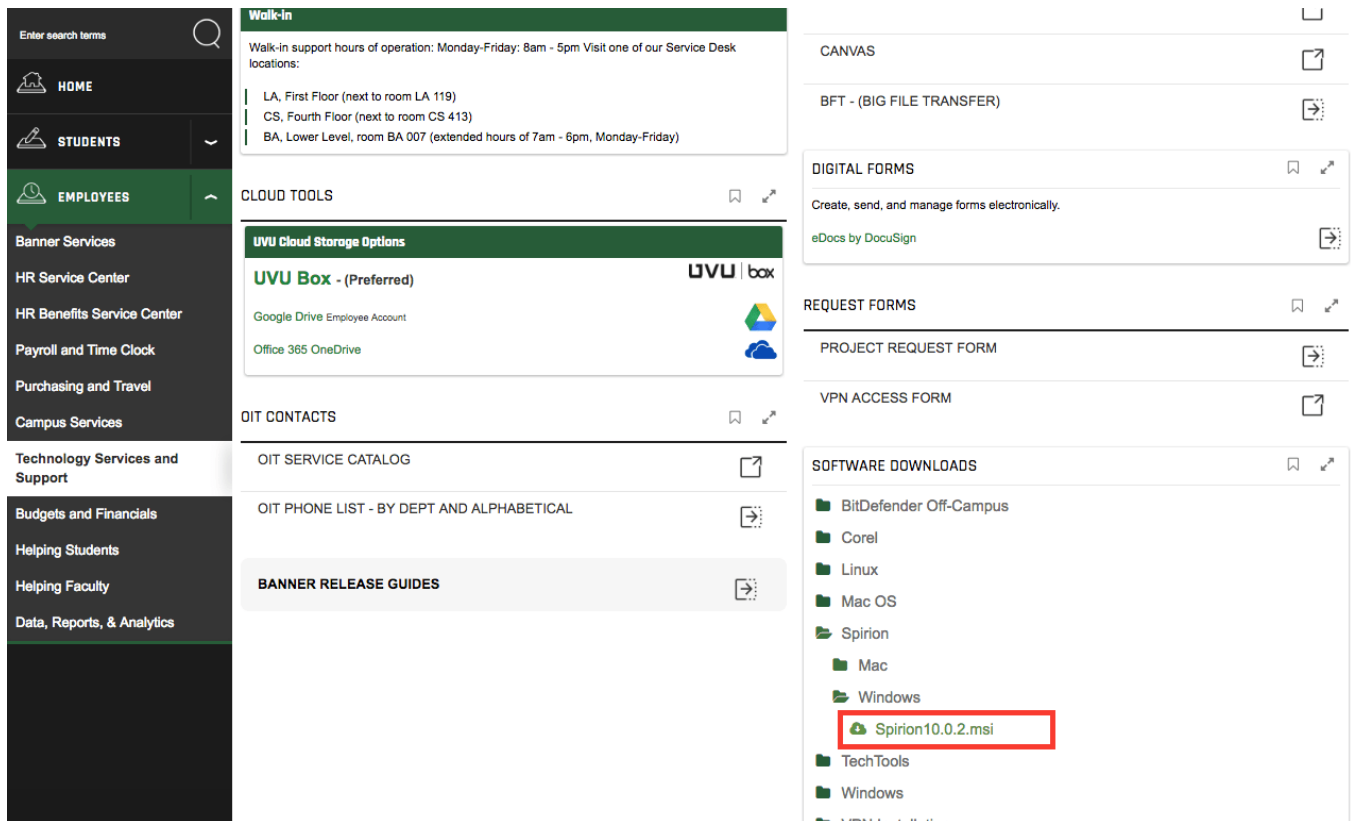 Enter search terms
HOME
STUDENTS
EMPLOYEES
Banner Services
HR Service Center
HR Benefits Service Center
Payroll and Time Clock
Purchasing and Travel
Campus Services
Technology Services and
Support
Budgets and Financials
Helping Students
Helping Faculty
Data, Reports, & Analytics
Walk-in
Walk-in support hours of operation: Monday-Friday: 8am - 5pm Visit one of our Service Desk
locations:
LA, First Floor (next to room LA 119)
CS, Fourth Floor (next to room CS 413)
BA, Lower Level, room BA 007 (extended hours of 7am - 6pm, Monday-Friday)
CLOUD TOOLS
UVU Cloud Storage Options
UVU Box - (Preferred)
UVU box
Google Drive Employee Account
Office 365 OneDrive
OIT CONTACTS
OIT SERVICE CATALOG
OIT PHONE LIST - BY DEPT AND ALPHABETICAL
BANNER RELEASE GUIDES
CANVAS
BFT - (BIG FILE TRANSFER)
DIGITAL FORMS
Create, send, and manage forms electronically.
eDocs by DocuSign
REQUEST FORMS
PROJECT REQUEST FORM
VPN ACCESS FORM
SOFTWARE DOWNLOADS
BitDefender Off-Campus
Corel
Linux
Mac OS
Spirion
Mac
Windows
Spirion10.0.2.msi
TechTools
Windows